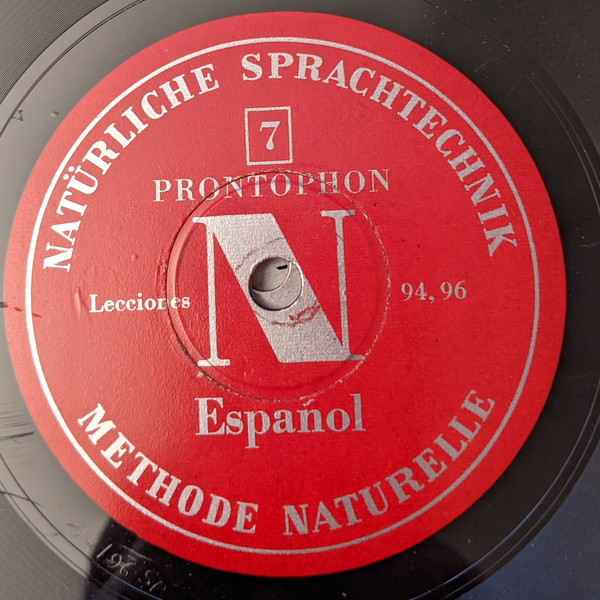 NATÜRLICHE SPRACHTECHNIK
7
PRONTOPHON
N
Lecciones 94, 96
Español
METHODE NATURELLE